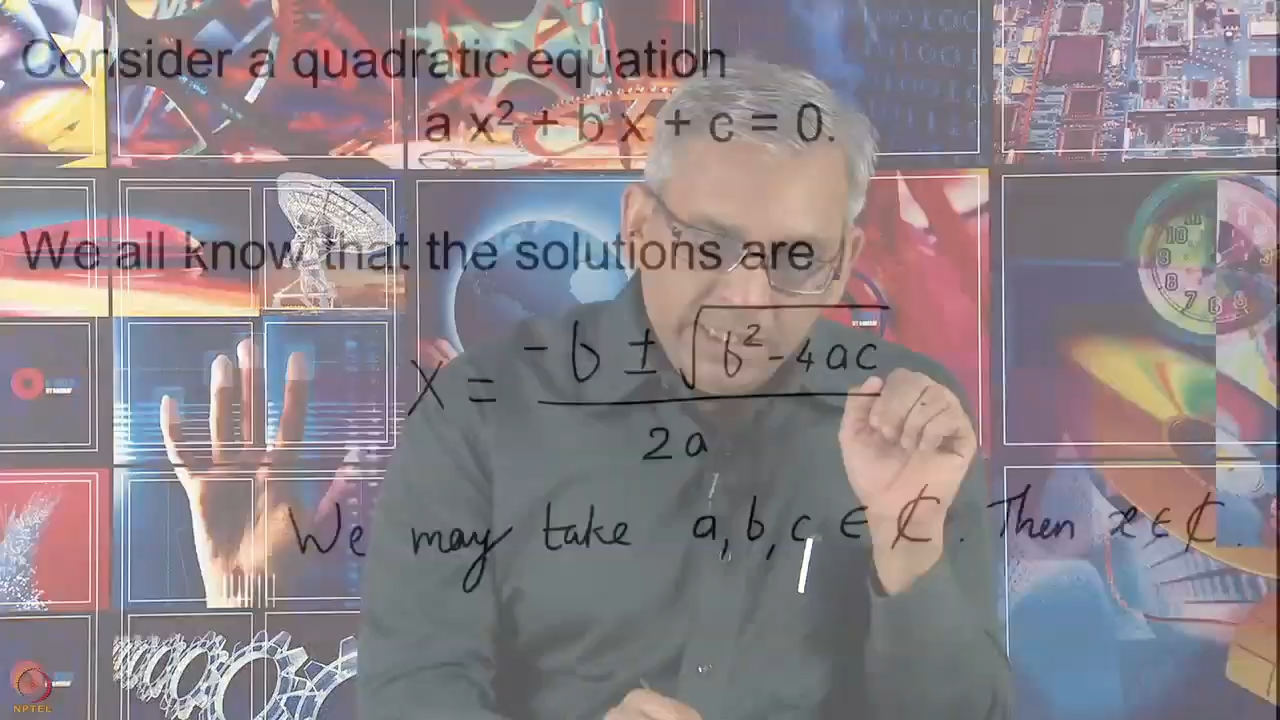 Consider a quadratic equation
a x² + b x + c = 0.
We all know that the solutions are
X = -b ± √b² - 4ac
2a
We may take a, b, c ∈ ℂ. Then x ∈ ℂ.
NPTEL